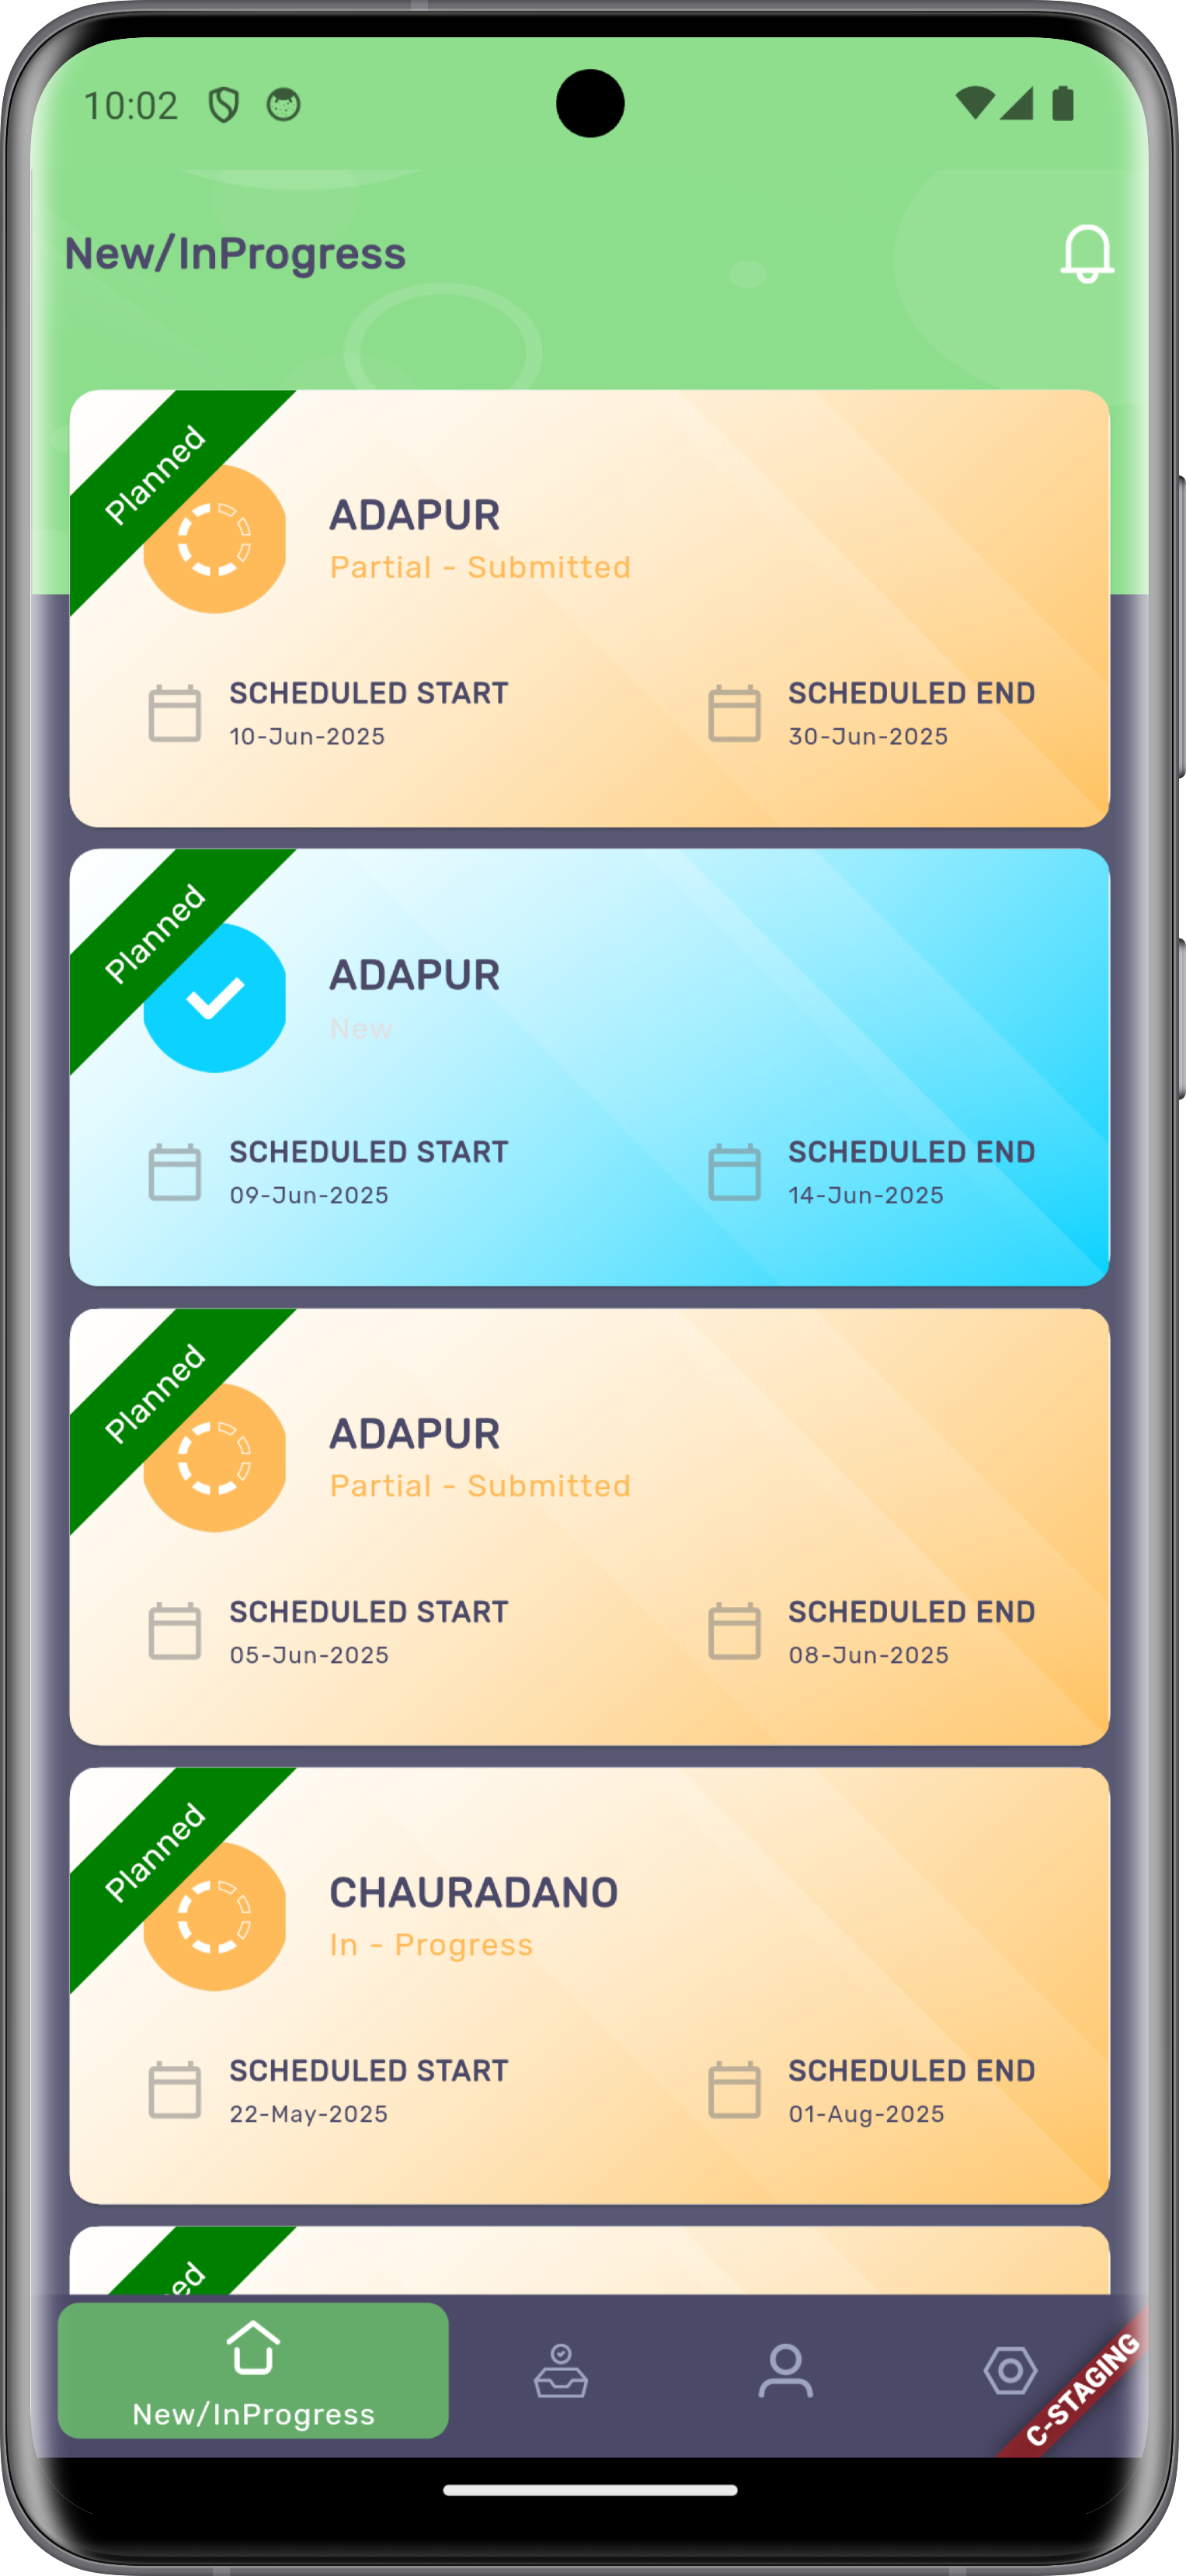 10:02
New/InProgress
Planned
ADAPUR
Partial - Submitted
SCHEDULED START
SCHEDULED END
10-Jun-2025
30-Jun-2025
Planned
ADAPUR
New
SCHEDULED START
SCHEDULED END
09-Jun-2025
14-Jun-2025
Planned
ADAPUR
Partial - Submitted
SCHEDULED START
SCHEDULED END
05-Jun-2025
08-Jun-2025
Planned
CHAURADANO
In - Progress
SCHEDULED START
SCHEDULED END
22-May-2025
01-Aug-2025
ed
New/InProgress
C-STAGING